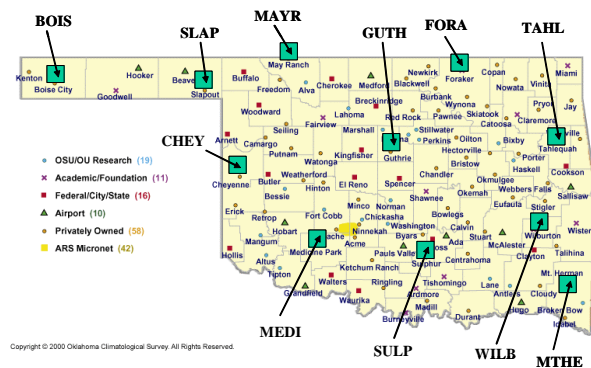 BOIS
SLAP
MAYR
GUTH
FORA
TAHL
Kenton
Boise City
Hooker
Goodwell
Beave
Slapout
Buffalo
May Ranch
Freedom
Alva
Cherokee
Medford
Newkirk
Blackwell
Foraker
Copan
Nowata
Vinita
Miami
Burbank
Wynona
Pryor
Jay
Woodward
Lahoma
Breckinridge
Red Rock
Pawnee
Skiatook
Catoosa
Claremore
Fairview
Seiling
Marshall
Stillwater
Perkins
Oilton
Bixby
ville
Tahlequah
CHEY
Arnett
Camargo
Putnam
Watonga
Kingfisher
na
Guthrie
Hectorville
Bristow
Porter
Haskell
Cookson
Cheyenne
Butler
Weatherford
Hinton
El Reno
Spencer
Chandler
Okmulgee
Webbers Falls
Sallisaw
OSU/OU Research (19)
Academic/Foundation (11)
Federal/City/State (16)
Airport (10)
Privately Owned (58)
ARS Micronet (42)
Bessie
Shawnee
Okemah
Eufaula
Stigler
Erick
Retrop
Fort Cobb
Minco
Norman
Bowlegs
Hobart
Chickasha
Washington
Calvin
Wister
Mangum
ache
Ninnekah
Acme
Byars
Ada
Stuart
McAlester
Wilburton
Hollis
Altus
Medicine Park
Pauls Valle
oss
Sulphur
Centrahoma
Clayton
Talihina
Tipton
Ketchum Ranch
Mt. Herman
Grandfield
Walters
Ringling
Tishomingo
Lane
Antlers
Cloudy
Waurika
Ardmore
Madill
Hugo
Broken Bow
Burneyville
Durant
Idabel
MEDI
SULP
WILB
MTHE
Copyright © 2000 Oklahoma Climatological Survey. All Rights Reserved.